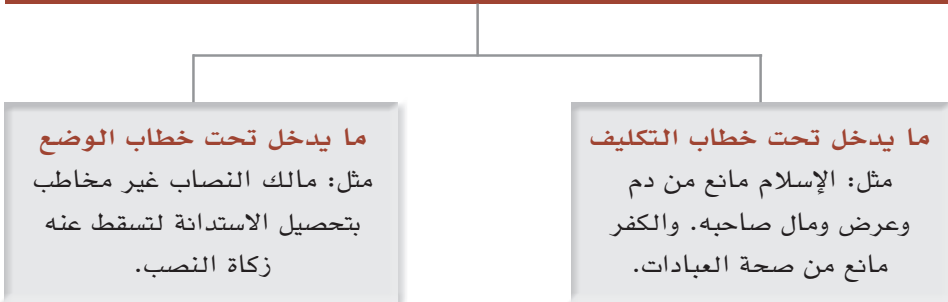 ما يدخل تحت خطاب التكليف
مثل: الإسلام مانع من دم
وعرض ومال صاحبه. والكفر
مانع من صحة العبادات.
ما يدخل تحت خطاب الوضع
مثل: مالك النصاب غير مخاطب
بتحصيل الاستدانة لتسقط عنه
زكاة النصب.